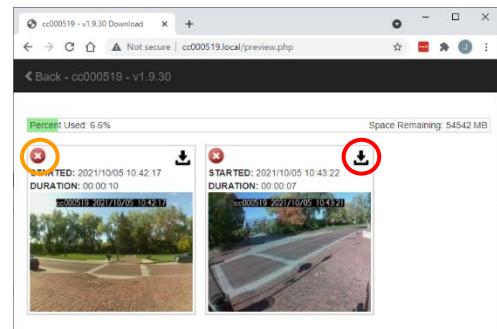 cc000519 - v1.9.30 Download
Not secure | cc000519.local/preview.php
Back - cc000519 - v1.9.30
Percent Used: 6.6%
Space Remaining: 54542 MB
STARTED: 2021/10/05 10:42:17
DURATION: 00:00:10
cc000519 2021/10/05 10:42:17
STARTED: 2021/10/05 10:43:22
DURATION: 00:00:07
cc000519 2021/10/05 10:43:21